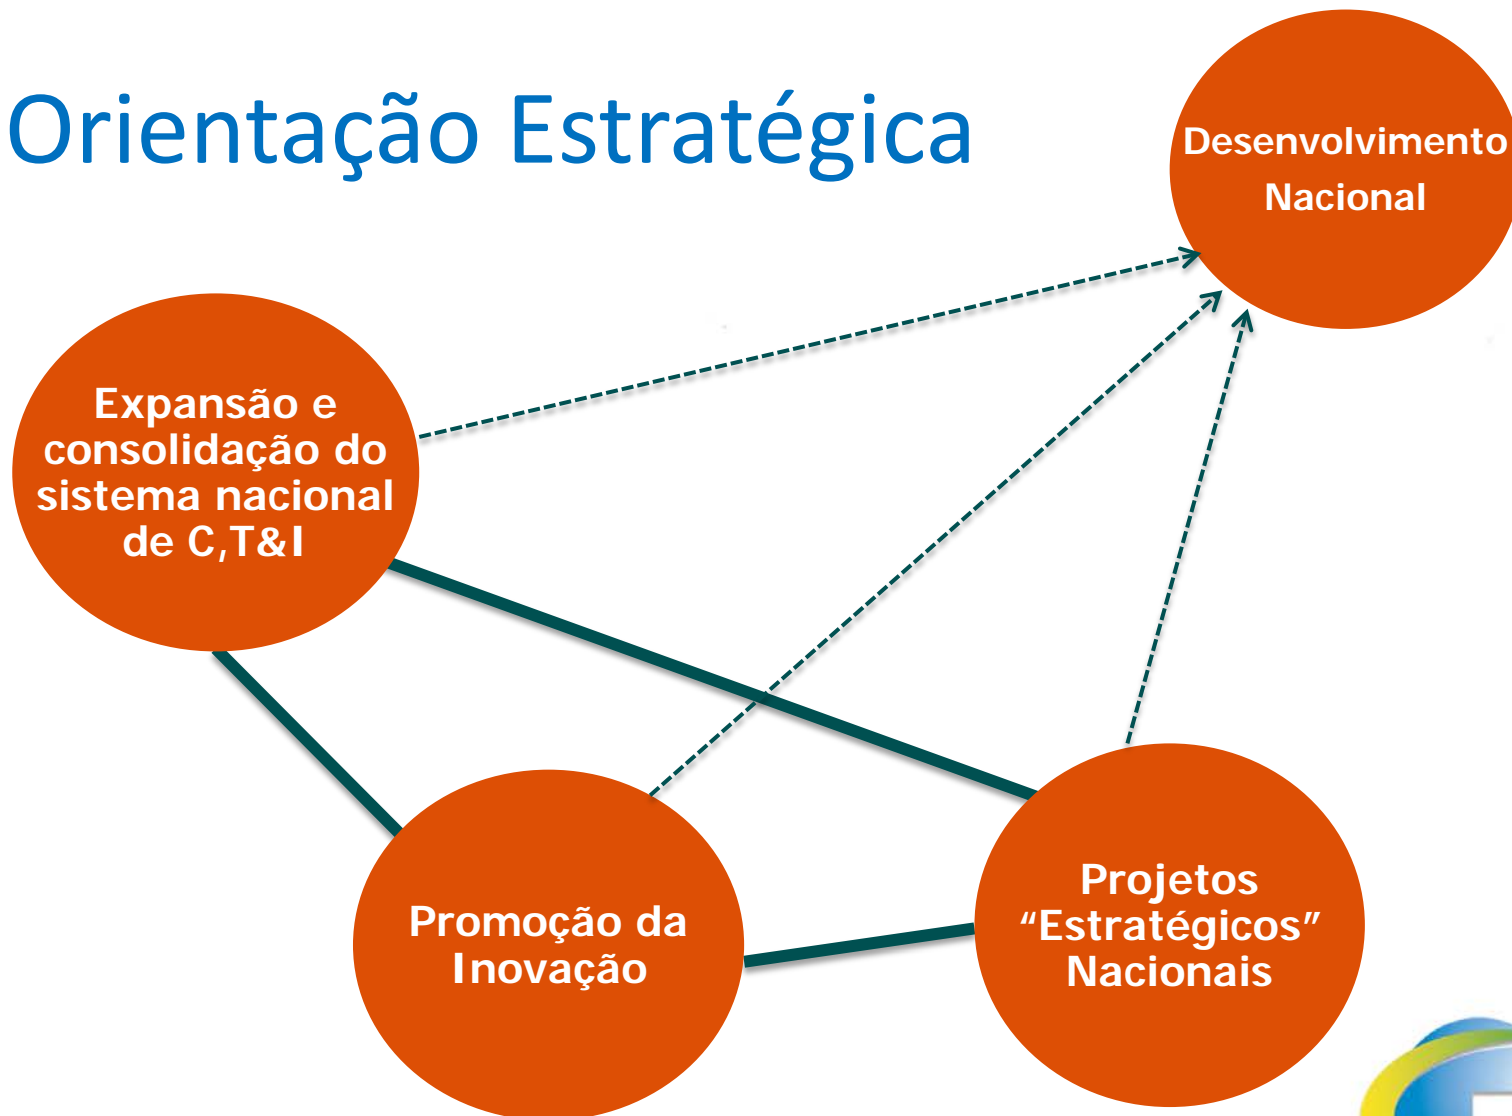 Orientação Estratégica
Desenvolvimento
Nacional
Expansão e
consolidação do
sistema nacional
de C,T&I
Promoção da
Inovação
Projetos
“Estratégicos”
Nacionais